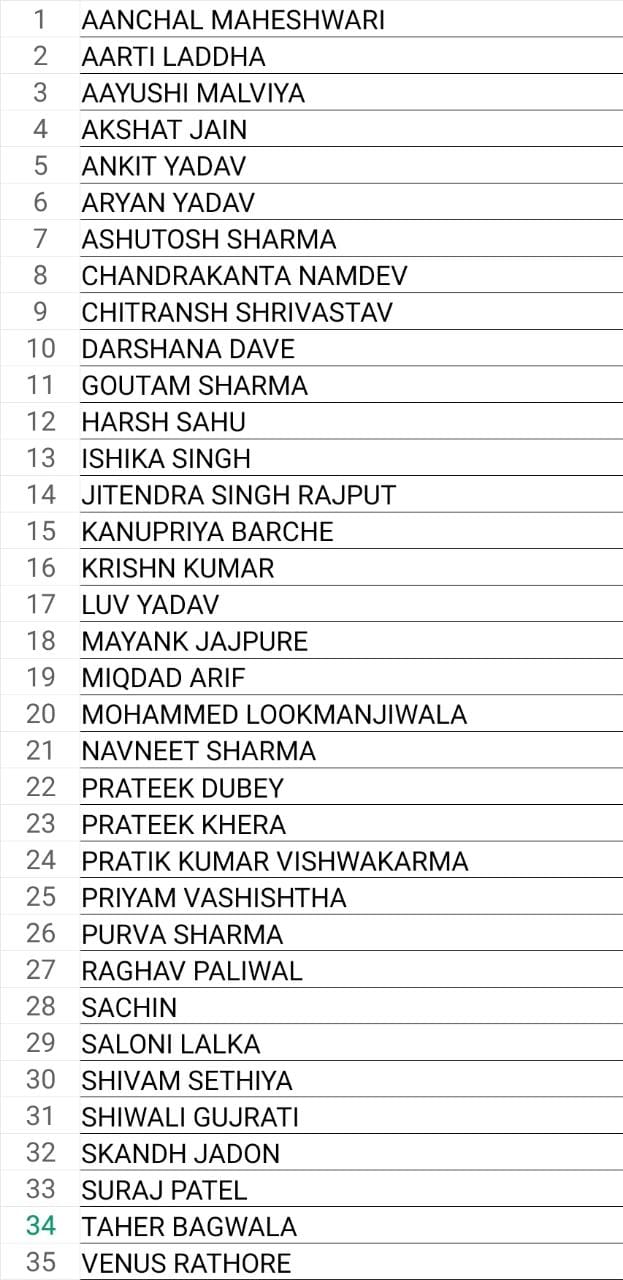 1 AANCHAL MAHESHWARI
2 AARTI LADDHA
3 AAYUSHI MALVIYA
4 AKSHAT JAIN
5 ANKIT YADAV
6 ARYAN YADAV
7 ASHUTOSH SHARMA
8 CHANDRAKANTA NAMDEV
9 CHITRANSH SHRIVASTAV
10 DARSHANA DAVE
11 GOUTAM SHARMA
12 HARSH SAHU
13 ISHIKA SINGH
14 JITENDRA SINGH RAJPUT
15 KANUPRIYA BARCHE
16 KRISHN KUMAR
17 LUV YADAV
18 MAYANK JAJPURE
19 MIQDAD ARIF
20 MOHAMMED LOOKMANJIWALA
21 NAVNEET SHARMA
22 PRATEEK DUBEY
23 PRATEEK KHERA
24 PRATIK KUMAR VISHWAKARMA
25 PRIYAM VASHISHTHA
26 PURVA SHARMA
27 RAGHAV PALIWAL
28 SACHIN
29 SALONI LALKA
30 SHIVAM SETHIYA
31 SHIWALI GUJRATI
32 SKANDH JADON
33 SURAJ PATEL
34 TAHER BAGWALA
35 VENUS RATHORE